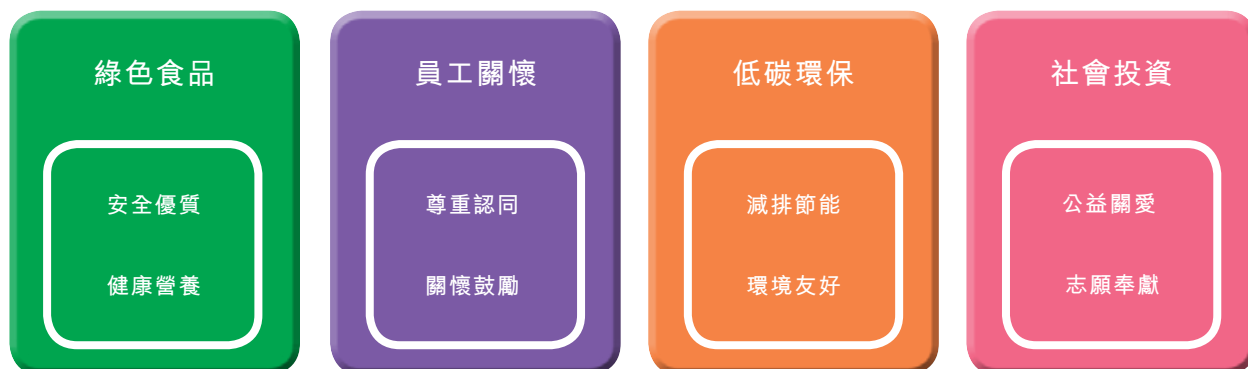 綠色食品
安全優質
健康營養
員工關懷
尊重認同
關懷鼓勵
低碳環保
減排節能
環境友好
社會投資
公益關愛
志願奉獻